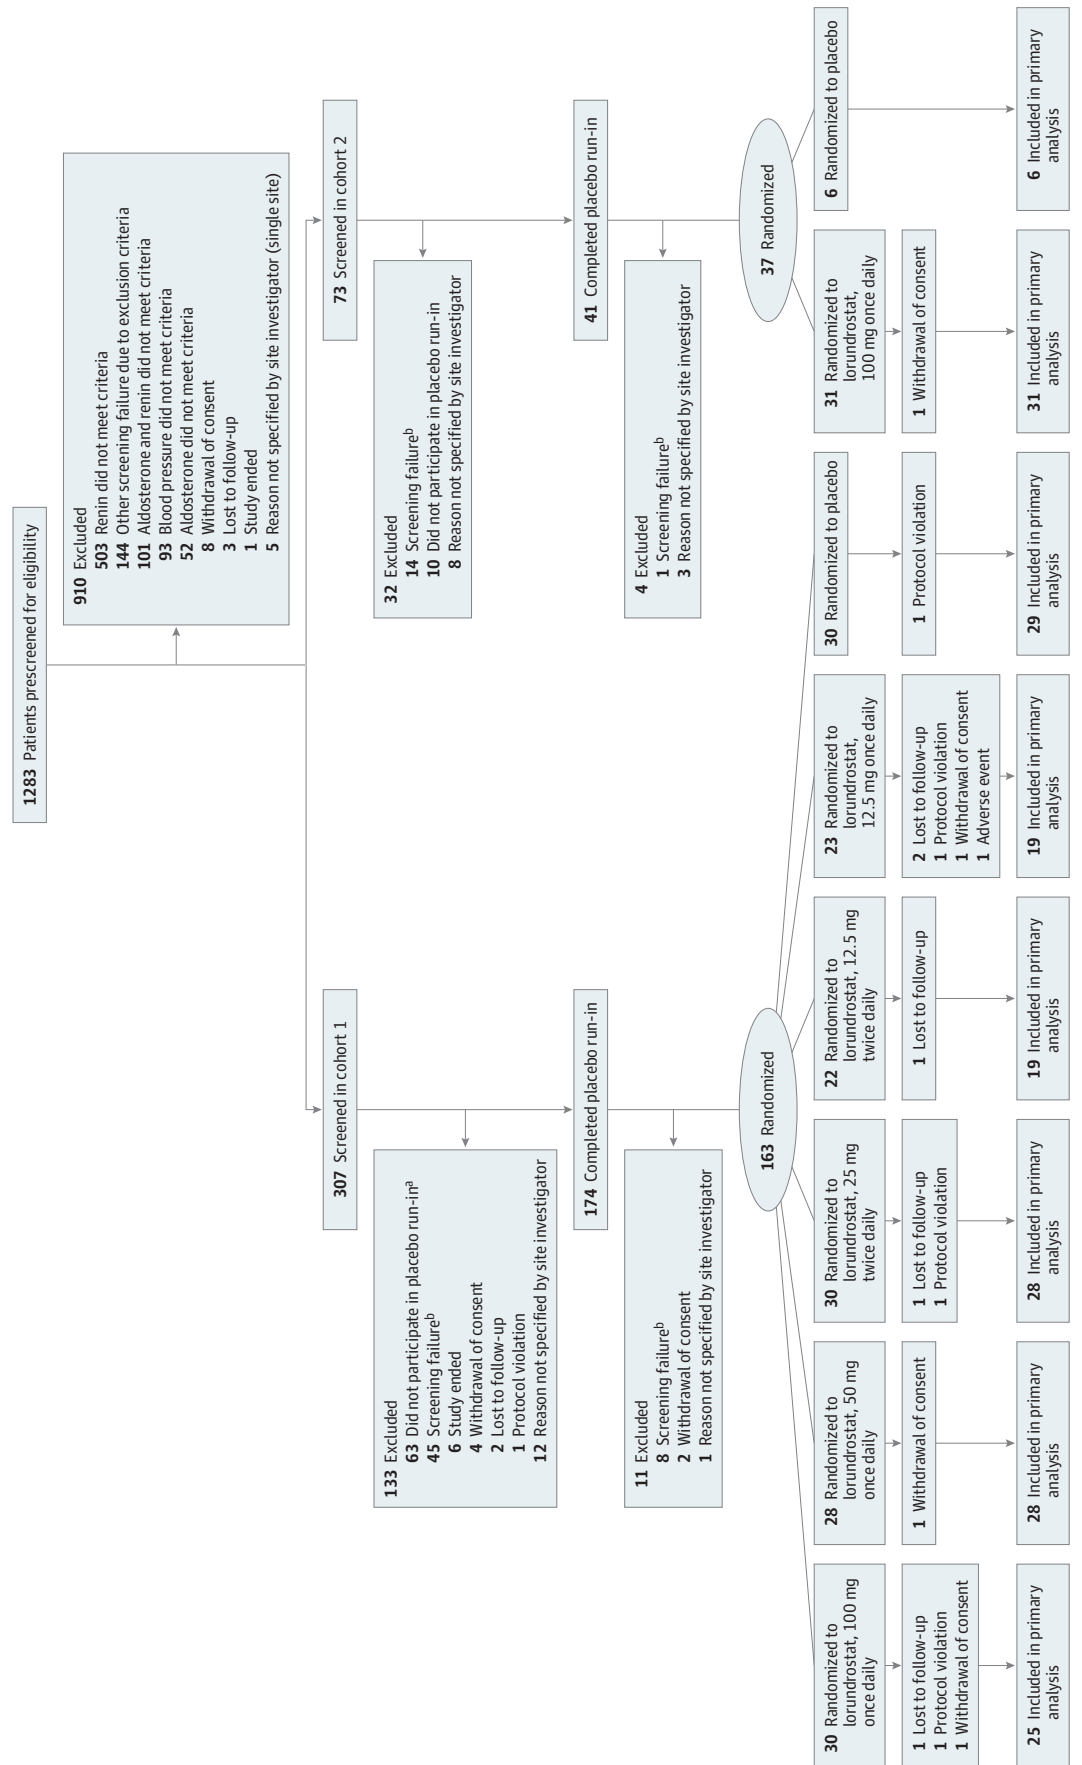 1283 Patients prescreened for eligibility
910 Excluded
503 Renin did not meet criteria
144 Other screening failure due to exclusion criteria
101 Aldosterone and renin did not meet criteria
93 Blood pressure did not meet criteria
52 Aldosterone did not meet criteria
8 Withdrawal of consent
3 Lost to follow-up
1 Study ended
5 Reason not specified by site investigator (single site)
307 Screened in cohort 1
133 Excluded
63 Did not participate in placebo run-inᵃ
45 Screening failureᵇ
6 Study ended
4 Withdrawal of consent
2 Lost to follow-up
1 Protocol violation
12 Reason not specified by site investigator
174 Completed placebo run-in
11 Excluded
8 Screening failureᵇ
2 Withdrawal of consent
1 Reason not specified by site investigator
163 Randomized
73 Screened in cohort 2
32 Excluded
14 Screening failureᵇ
10 Did not participate in placebo run-in
8 Reason not specified by site investigator
41 Completed placebo run-in
4 Excluded
1 Screening failureᵇ
3 Reason not specified by site investigator
37 Randomized
30 Randomized to
lorundrostat, 100 mg
once daily
1 Lost to follow-up
1 Protocol violation
1 Withdrawal of consent
25 Included in primary
analysis
28 Randomized to
lorundrostat, 50 mg
once daily
1 Withdrawal of consent
28 Included in primary
analysis
30 Randomized to
lorundrostat, 25 mg
twice daily
1 Lost to follow-up
1 Protocol violation
28 Included in primary
analysis
22 Randomized to
lorundrostat, 12.5 mg
twice daily
1 Lost to follow-up
19 Included in primary
analysis
23 Randomized to
lorundrostat,
12.5 mg once daily
2 Lost to follow-up
1 Protocol violation
1 Withdrawal of consent
1 Adverse event
19 Included in primary
analysis
30 Randomized to placebo
1 Protocol violation
29 Included in primary
analysis
31 Randomized to
lorundrostat,
100 mg once daily
1 Withdrawal of consent
31 Included in primary
analysis
6 Randomized to placebo
6 Included in primary
analysis